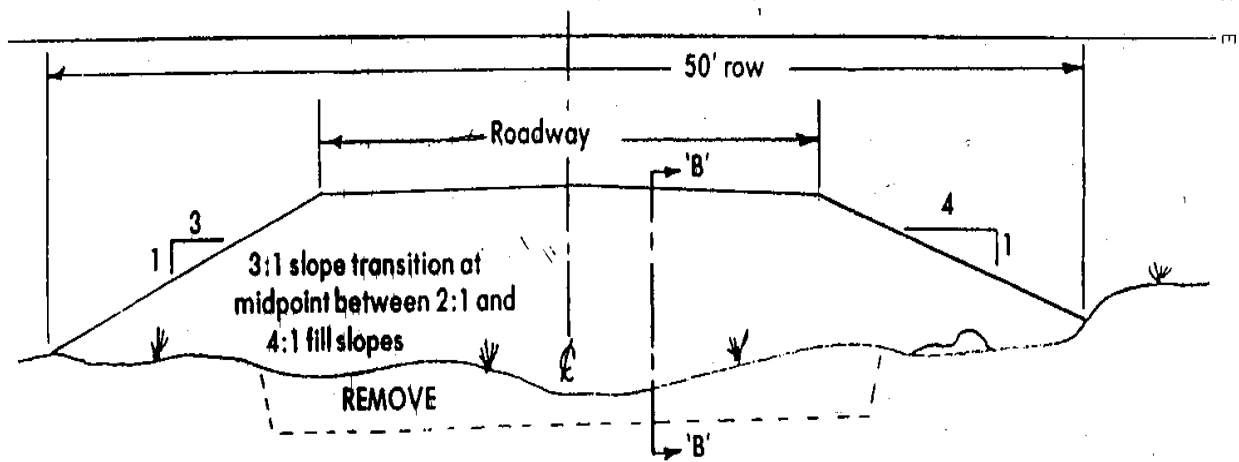 E
50' row
Roadway
'B'
3
1
4
1
3:1 slope transition at
midpoint between 2:1 and
4:1 fill slopes
℄
REMOVE
'B'